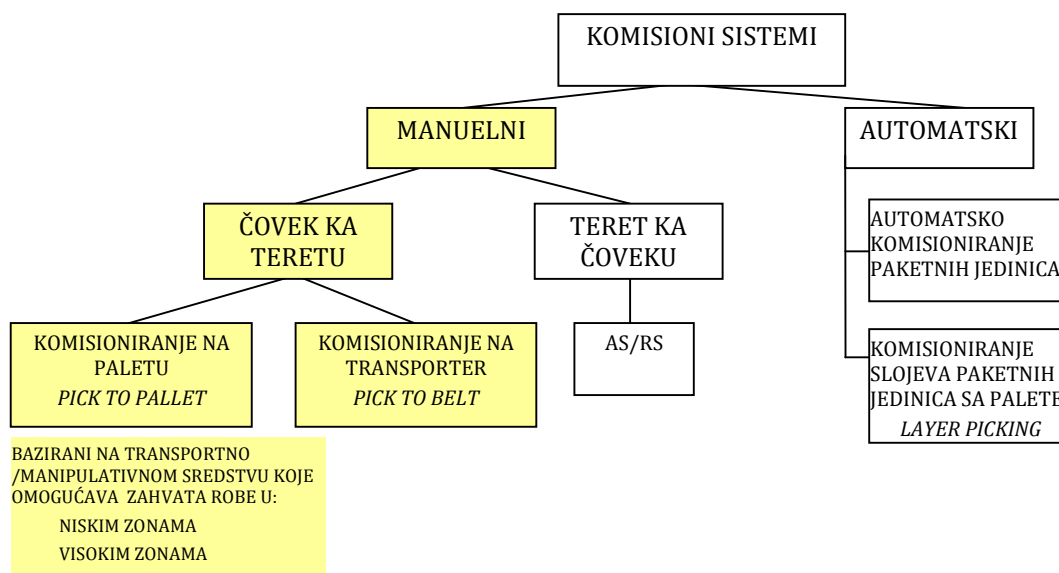 KOMISIONI SISTEMI
MANUELNI
AUTOMATSKI
ČOVEK KA
TERETU
TERET KA
ČOVEKU
AUTOMATSKO
KOMISIONIRANJE
PAKETNIH JEDINICA
KOMISIONIRANJE NA
PALETU
PICK TO PALLET
KOMISIONIRANJE NA
TRANSPORTER
PICK TO BELT
AS/RS
KOMISIONIRANJE
SLOJEVA PAKETNIH
JEDINICA SA PALETE
LAYER PICKING
BAZIRANI NA TRANSPORTNO
/MANIPULATIVNOM SREDSTVU KOJE
OMOGUĆAVA ZAHVATA ROBE U:
NISKIM ZONAMA
VISOKIM ZONAMA